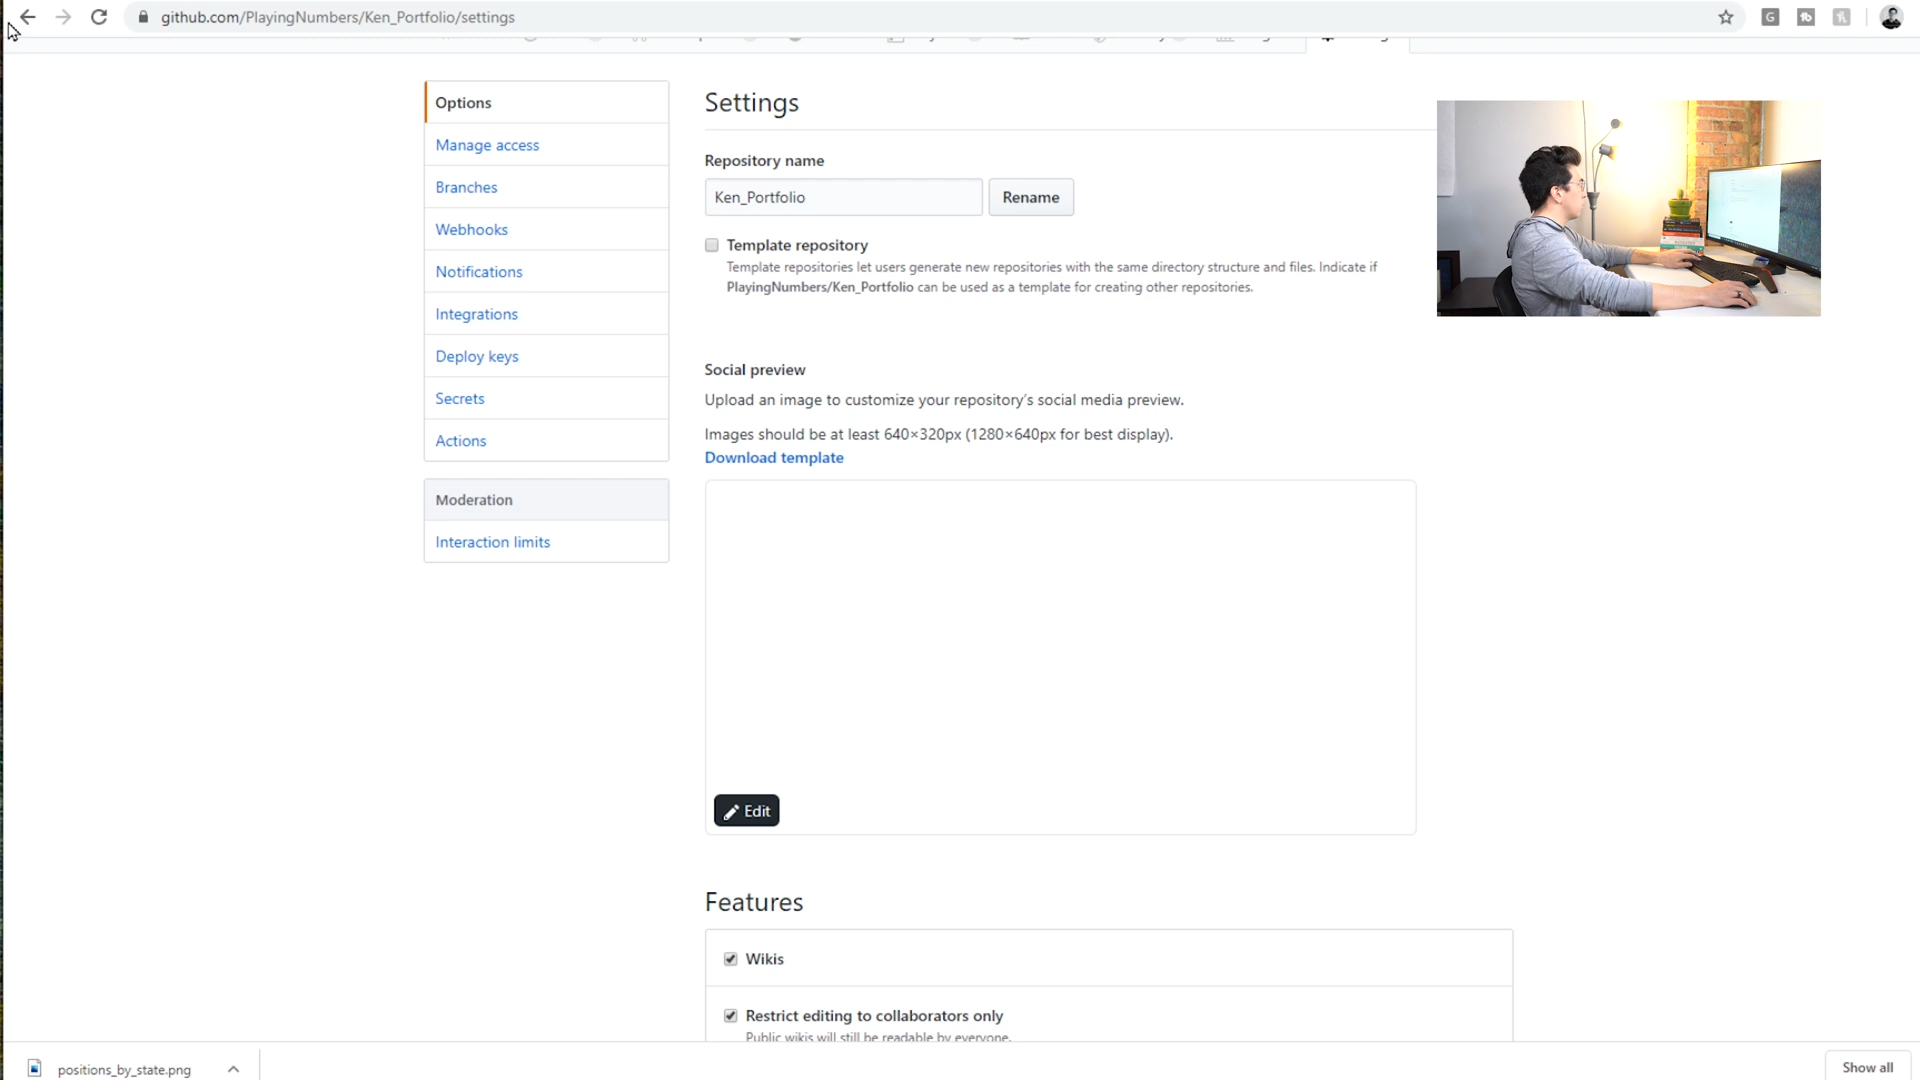 github.com/PlayingNumbers/Ken_Portfolio/settings
Options
Manage access
Branches
Webhooks
Notifications
Integrations
Deploy keys
Secrets
Actions
Moderation
Interaction limits
Settings
Repository name
Ken_Portfolio
Rename
Template repository
Template repositories let users generate new repositories with the same directory structure and files. Indicate if
PlayingNumbers/Ken_Portfolio can be used as a template for creating other repositories.
Social preview
Upload an image to customize your repository's social media preview.
Images should be at least 640×320px (1280×640px for best display).
Download template
Edit
Features
Wikis
Restrict editing to collaborators only
Public wikis will still be readable by everyone.
positions_by_state.png
Show all